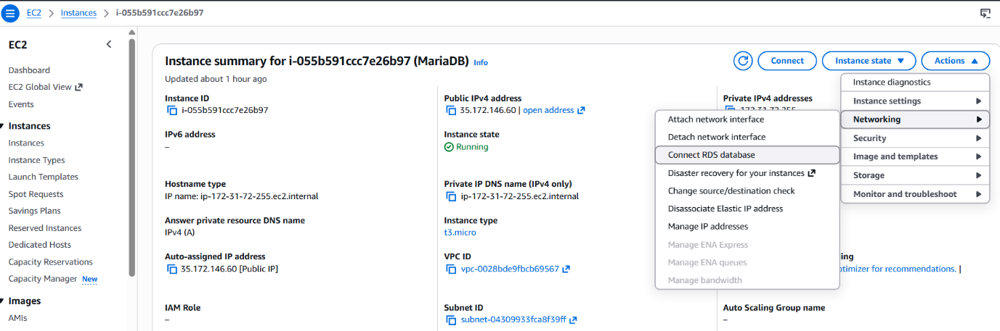 EC2 > Instances > i-055b591ccc7e26b97
EC2
Dashboard
EC2 Global View
Events
Instances
Instances
Instance Types
Launch Templates
Spot Requests
Savings Plans
Reserved Instances
Dedicated Hosts
Capacity Reservations
Capacity Manager New
Images
AMIs
Instance summary for i-055b591ccc7e26b97 (MariaDB) Info
Updated about 1 hour ago
Connect
Instance state
Actions
Instance diagnostics
Instance settings
Networking
Security
Image and templates
Storage
Monitor and troubleshoot
Attach network interface
Detach network interface
Connect RDS database
Disaster recovery for your instances
Change source/destination check
Disassociate Elastic IP address
Manage IP addresses
Manage ENA Express
Manage ENA queues
Manage bandwidth
Instance ID
i-055b591ccc7e26b97
Public IPv4 address
35.172.146.60 | open address
Private IPv4 addresses
172.31.72.255
IPv6 address
–
Instance state
Running
Hostname type
IP name: ip-172-31-72-255.ec2.internal
Private IP DNS name (IPv4 only)
ip-172-31-72-255.ec2.internal
Answer private resource DNS name
IPv4 (A)
Instance type
t3.micro
Auto-assigned IP address
35.172.146.60 [Public IP]
VPC ID
vpc-0028bde9fbcb69567
ing
optimizer for recommendations. |
IAM Role
–
Subnet ID
subnet-04309933fca8f39ff
Auto Scaling Group name
–